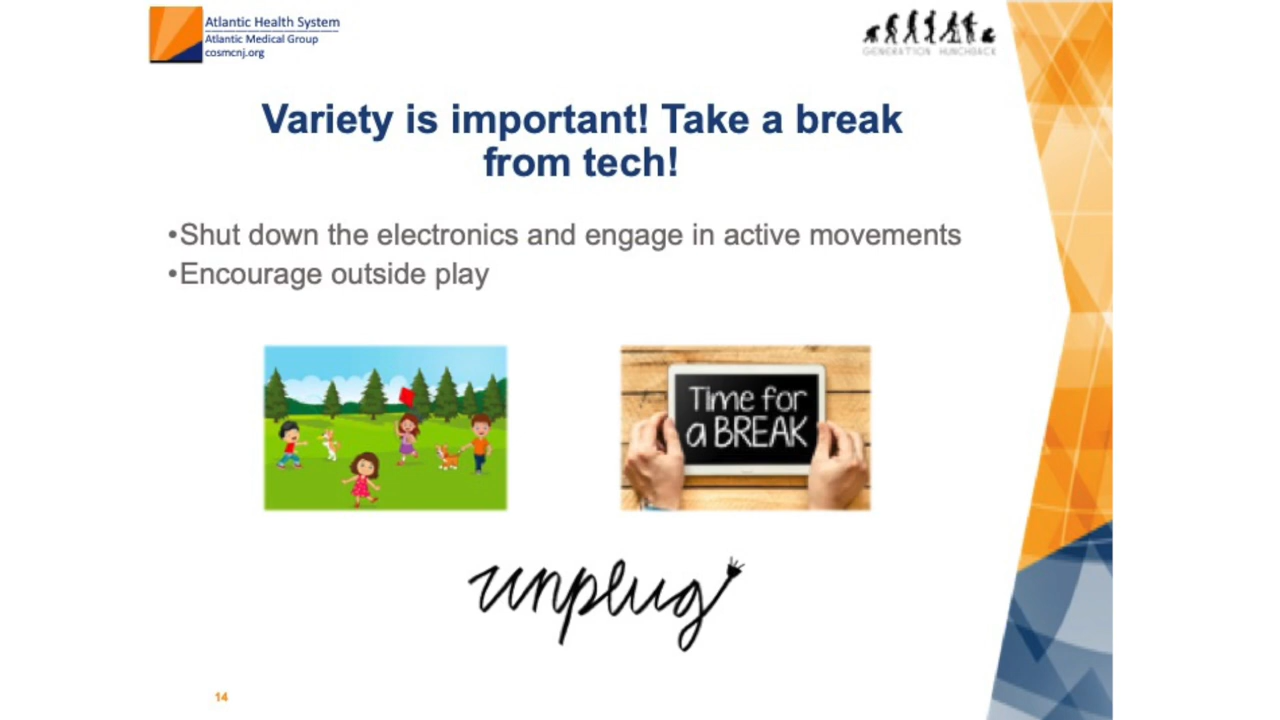 Atlantic Health System
Atlantic Medical Group
cosmcnj.org
GENERATION HUNCHBACK
Variety is important! Take a break
from tech!
•Shut down the electronics and engage in active movements
•Encourage outside play
Time for
a BREAK
unplug
14